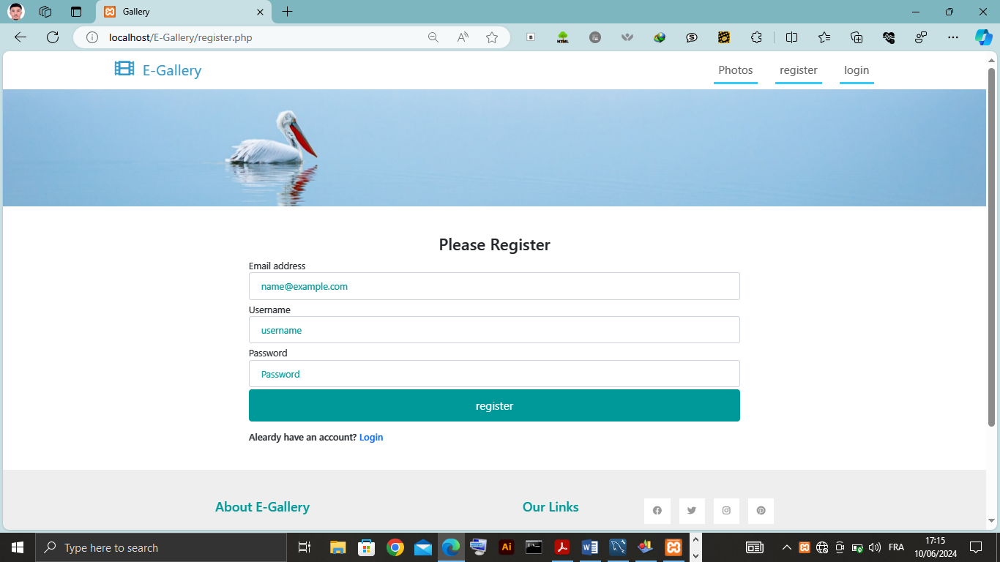 Gallery
localhost/E-Gallery/register.php
E-Gallery
Photos register login
Please Register
Email address
name@example.com
Username
username
Password
Password
register
Aleardy have an account? Login
About E-Gallery
Our Links
Type here to search
FRA
17:15
10/06/2024